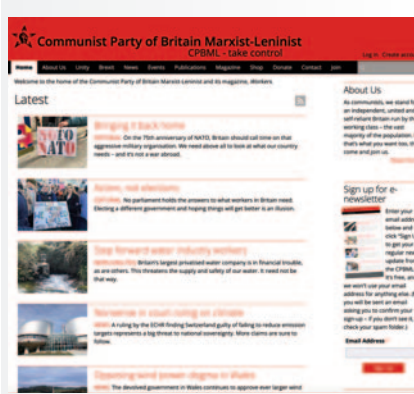 Communist Party of Britain Marxist-Leninist
CPBML - take control
Log in Create
Home About Us Unity Brexit News Events Publications Magazine Shop Donate Contact Join
Welcome to the home of the Communist Party of Britain Marxist-Leninist and its magazine, Workers.
Latest
NO TO
NATO
Bringing it back home
On the 75th anniversary of NATO, Britain should call time on that
aggressive military organisation. We need above all to look at what our country
needs – and it's not a war abroad.
Action, not elections
No parliament holds the answers to what workers in Britain need.
Electing a different government and hoping things will get better is an illusion.
Step forward water industry workers
Britain's largest privatised water company is in financial trouble,
as are others. This threatens the supply and safety of our water. It need not be
that way.
Nonsense in court ruling on climate
NEWS A ruling by the ECHR finding Switzerland guilty of failing to reduce emission
targets represents a big threat to national sovereignty. More claims are sure to
follow.
Opposing wind power dogma in Wales
NEWS The devolved government in Wales continues to approve ever larger wind
About Us
As communists, we stand
an independent, united and
self-reliant Britain run by
working class – the vast
majority of the population.
that's what you want too,
come and join us.
Sign up for e-
newsletter
Enter your
email
below and
click "Sign
to get your
regular
update from
the CPBML
It's free, and
we won't use your email
address for anything else.
you will be sent an email
asking you to confirm your
sign-up – if you don't see it,
check your spam folder.)
Email Address